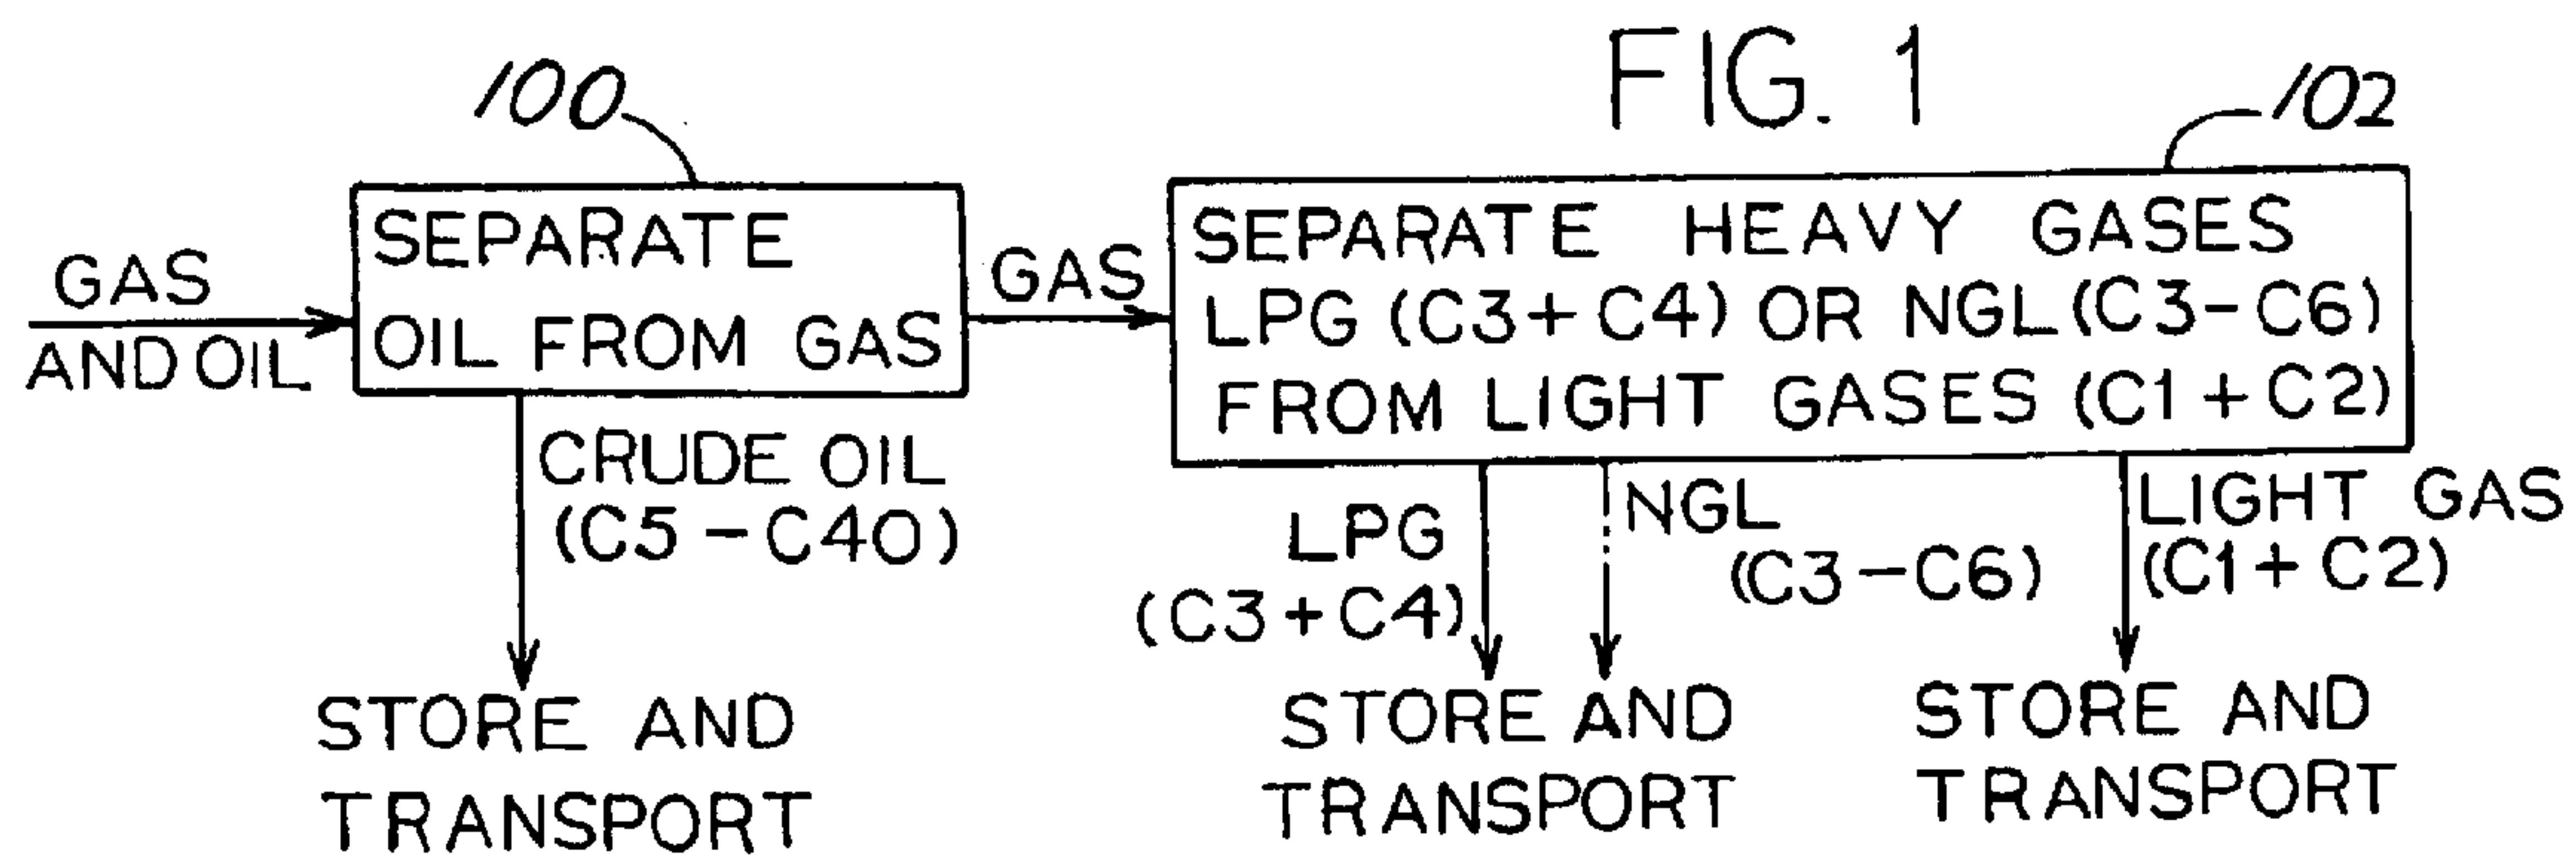 FIG. 1
100
102
GAS
AND OIL
SEPARATE
OIL FROM GAS
GAS
SEPARATE HEAVY GASES
LPG (C3+C4) OR NGL (C3-C6)
FROM LIGHT GASES (C1+C2)
CRUDE OIL
(C5-C40)
STORE AND
TRANSPORT
LPG
(C3+C4)
NGL
(C3-C6)
STORE AND
TRANSPORT
LIGHT GAS
(C1+C2)
STORE AND
TRANSPORT